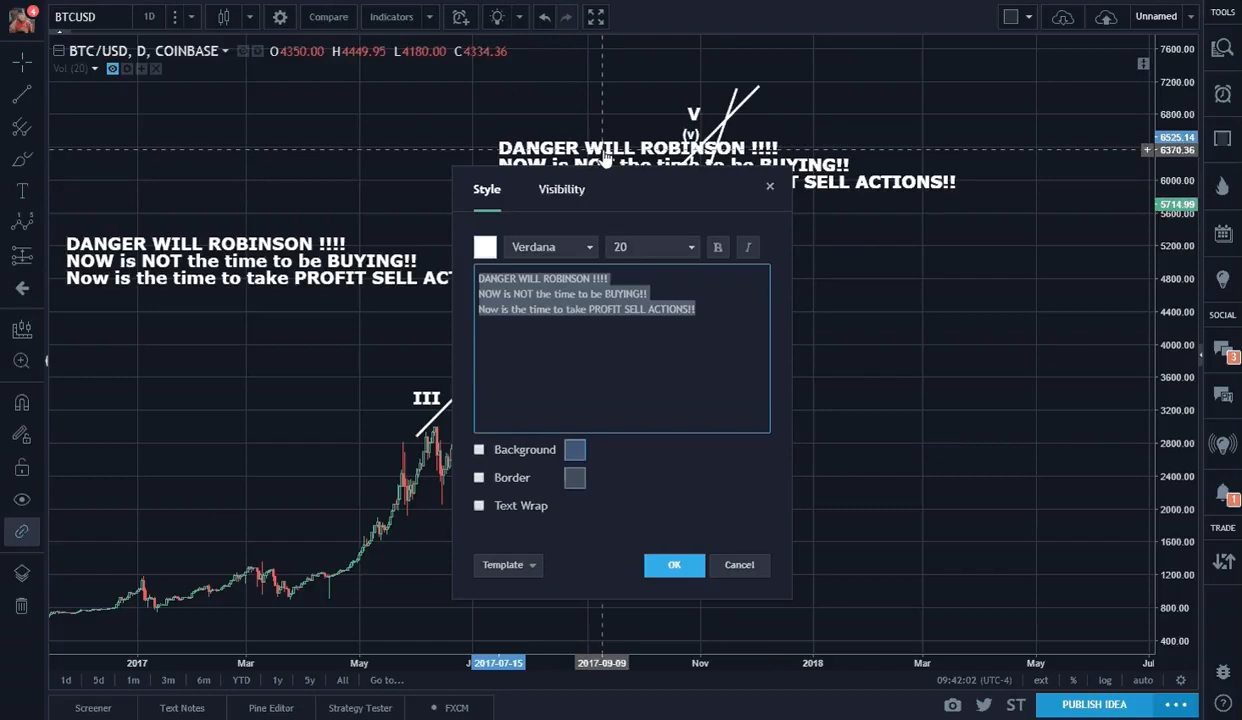 4
BTCUSD
1D
Compare
Indicators
Unnamed
TOOLS
BTC/USD, D, COINBASE O4350.00 H4449.95 L4180.00 C4334.36
Vol (20)
7600.00
7200.00
6800.00
6525.14
6370.36
6000.00
5714.99
5600.00
5200.00
4800.00
4400.00
4000.00
3600.00
3200.00
2800.00
2400.00
2000.00
1600.00
1200.00
800.00
400.00
V
(v)
DANGER WILL ROBINSON !!!!
NOW is NOT the time to be BUYING!!
T SELL ACTIONS!!
DANGER WILL ROBINSON !!!!
NOW is NOT the time to be BUYING!!
Now is the time to take PROFIT SELL ACT
III
Style
Visibility
Verdana
20
B
I
DANGER WILL ROBINSON !!!!
NOW is NOT the time to be BUYING!!
Now is the time to take PROFIT SELL ACTIONS!!
Background
Border
Text Wrap
Template
OK
Cancel
SOCIAL
3
1
TRADE
2017
Mar
May
2017-07-15
2017-09-09
Nov
2018
Mar
May
Jul
1d 5d 1m 3m 6m YTD 1y 5y All Go to...
09:42:02 (UTC-4) ext % log auto
Screener
Text Notes
Pine Editor
Strategy Tester
FXCM
ST
PUBLISH IDEA